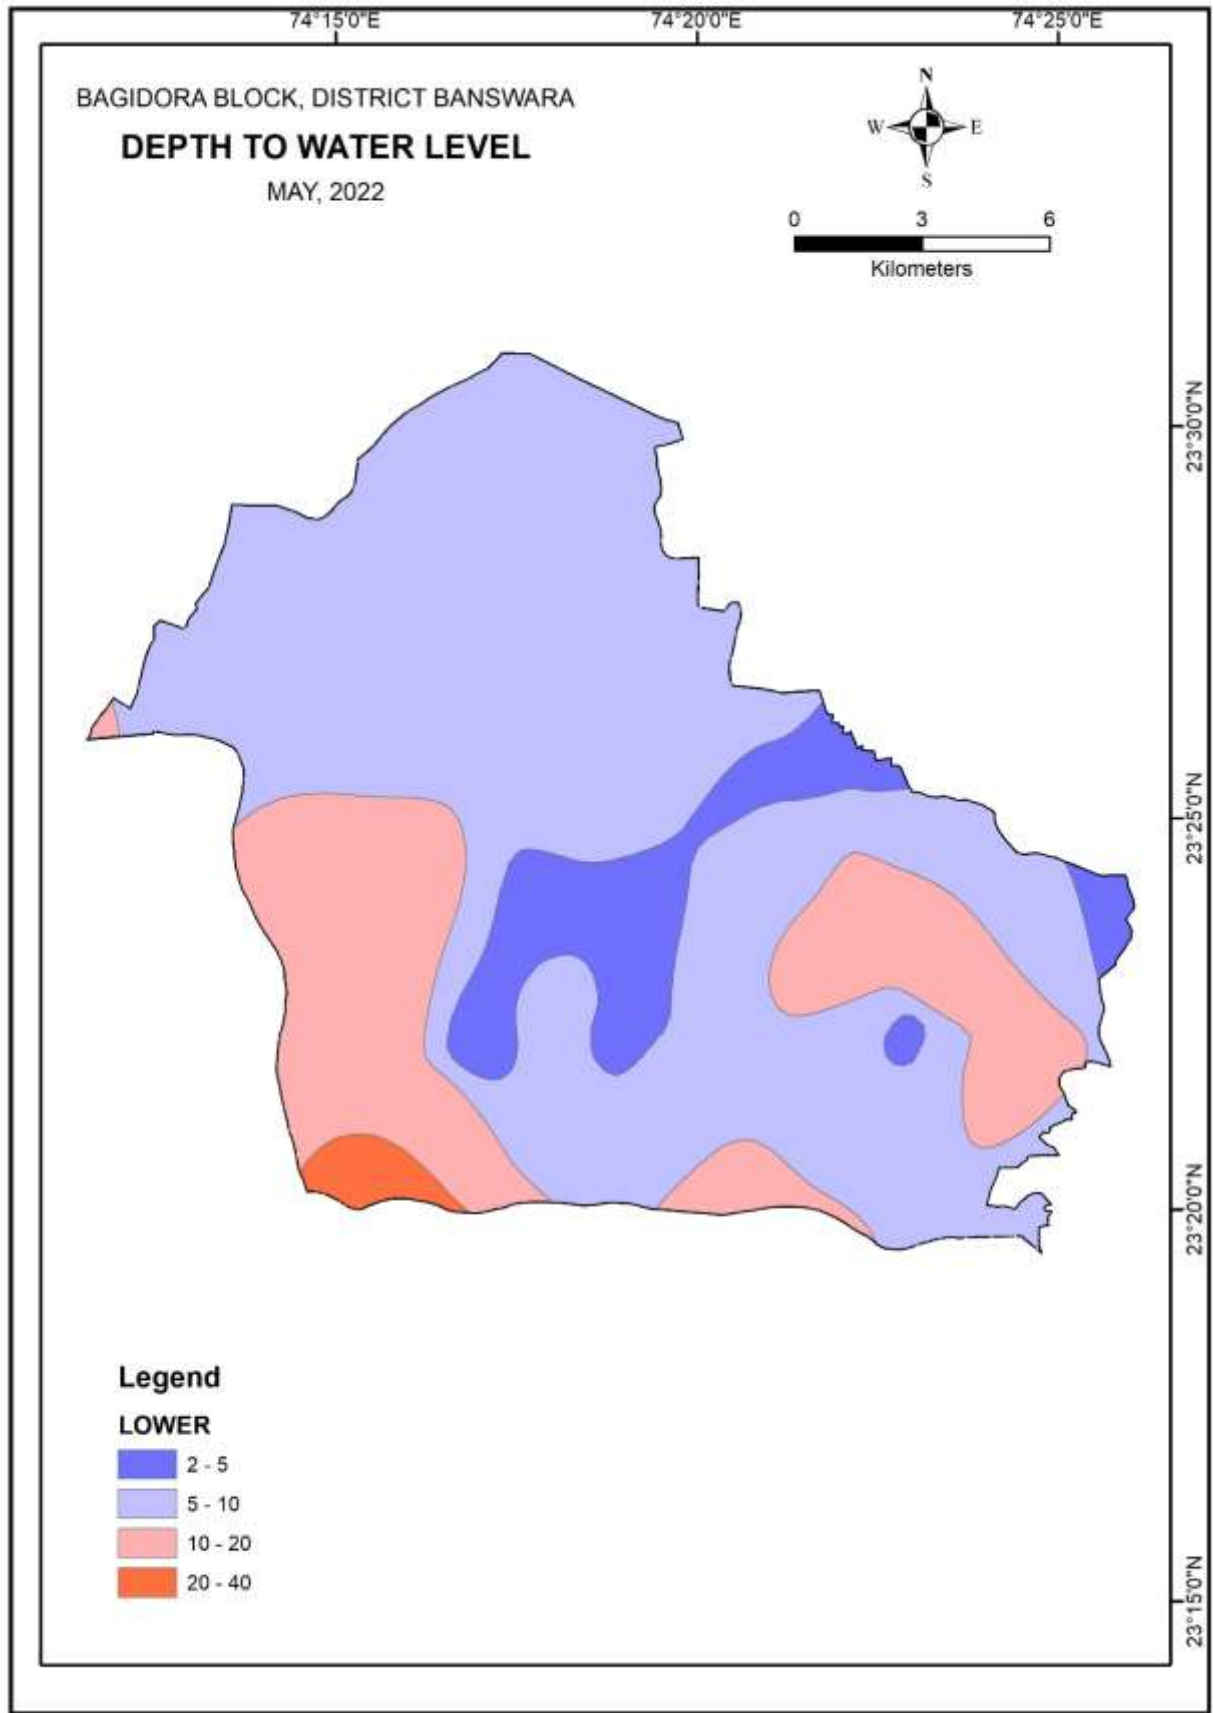 74°15'0"E 74°20'0"E 74°25'0"E
BAGIDORA BLOCK, DISTRICT BANSWARA
DEPTH TO WATER LEVEL
MAY, 2022
N
W E
S
0 3 6
Kilometers
23°30'0"N
23°25'0"N
23°20'0"N
23°15'0"N
Legend
LOWER
2 - 5
5 - 10
10 - 20
20 - 40